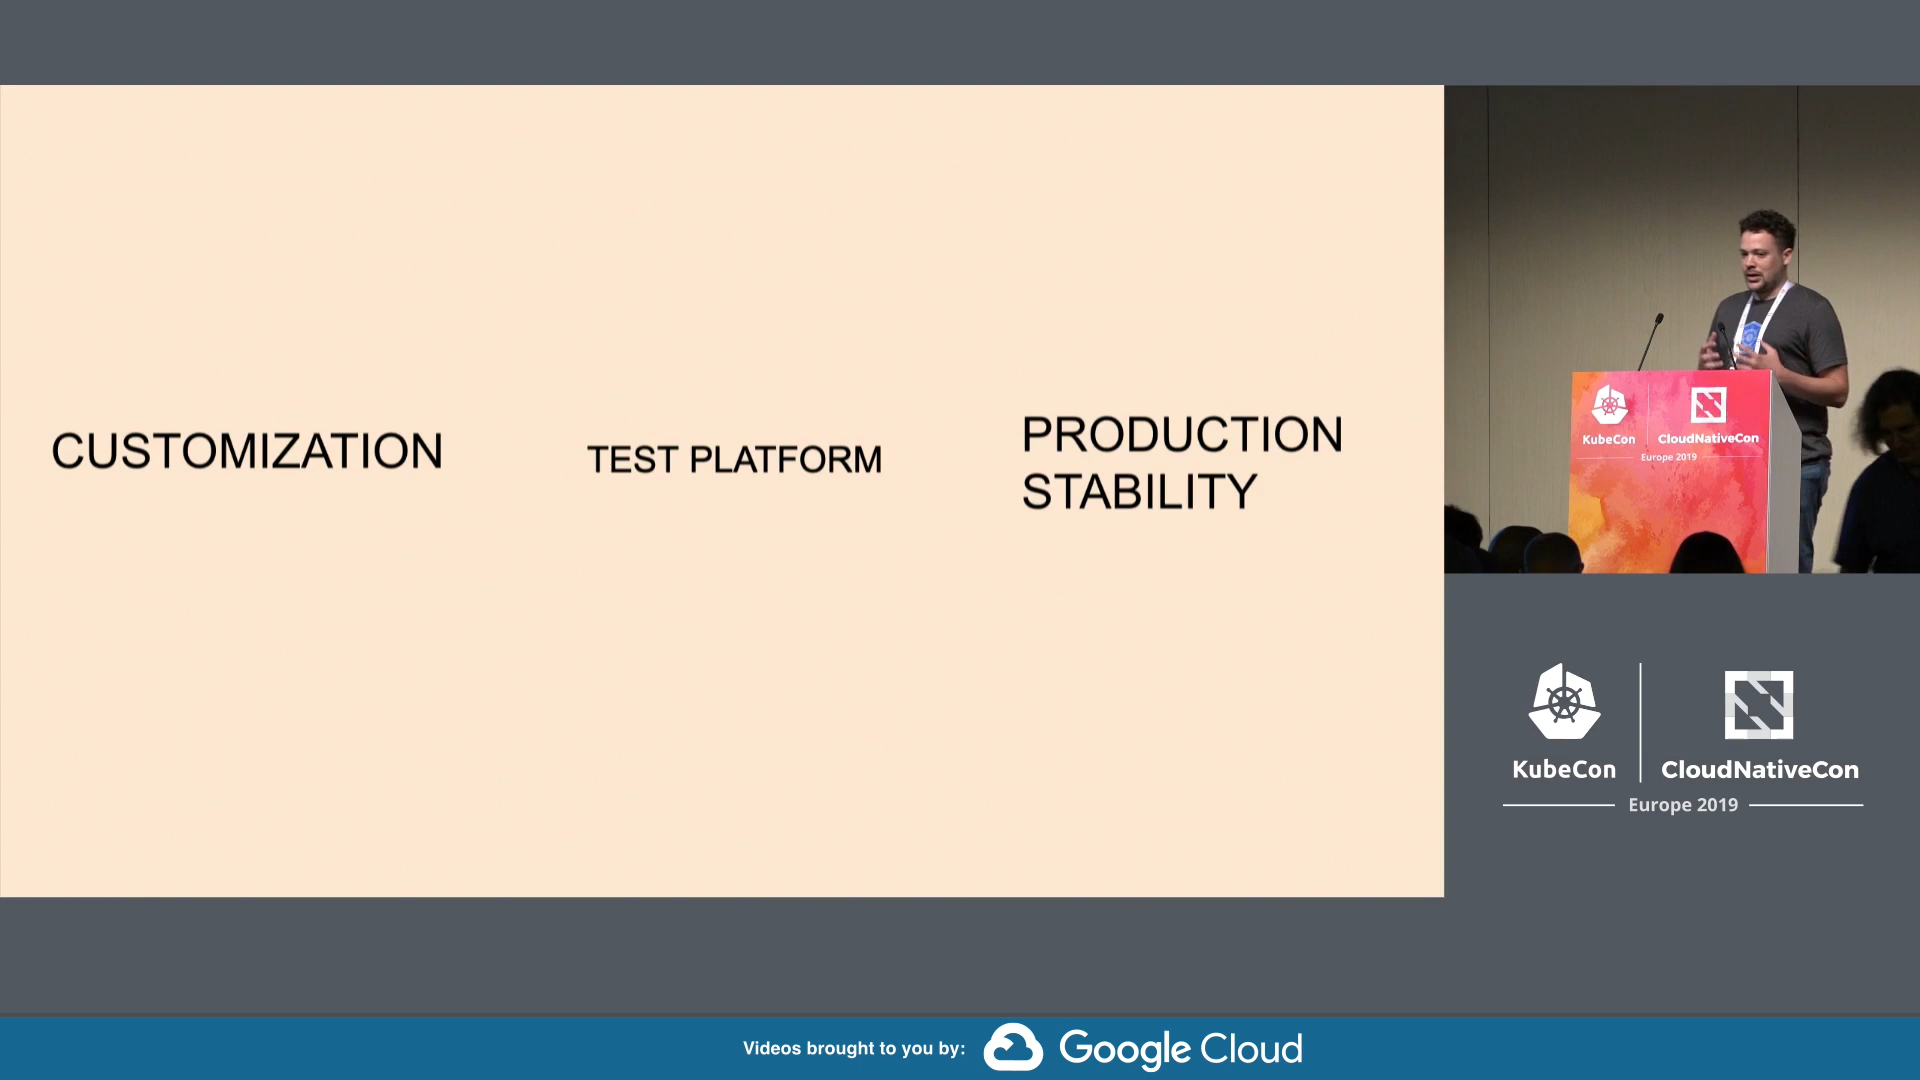 CUSTOMIZATION
TEST PLATFORM
PRODUCTION
STABILITY
KubeCon
CloudNativeCon
Europe 2019
KubeCon
CloudNativeCon
Europe 2019
Videos brought to you by:
Google Cloud